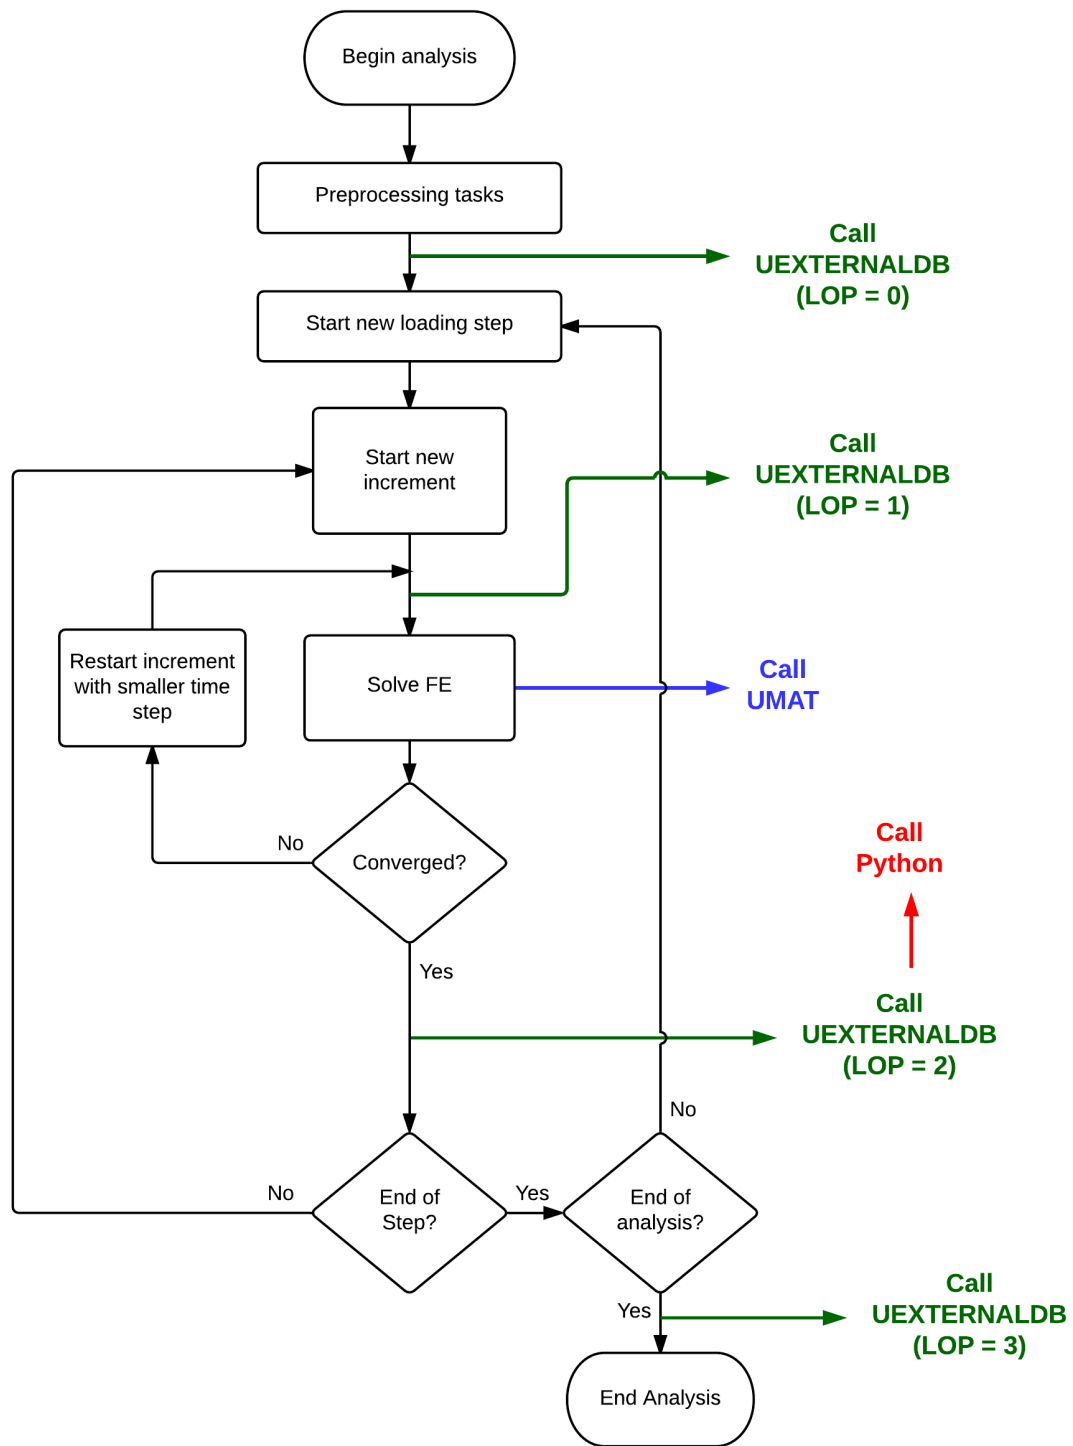 Begin analysis
Preprocessing tasks
Call
UEXTERNALDB
(LOP = 0)
Start new loading step
Start new
increment
Call
UEXTERNALDB
(LOP = 1)
Restart increment
with smaller time
step
Solve FE
Call
UMAT
No
Converged?
Call
Python
Yes
Call
UEXTERNALDB
(LOP = 2)
No
No
End of
Step?
Yes
End of
analysis?
Yes
Call
UEXTERNALDB
(LOP = 3)
End Analysis